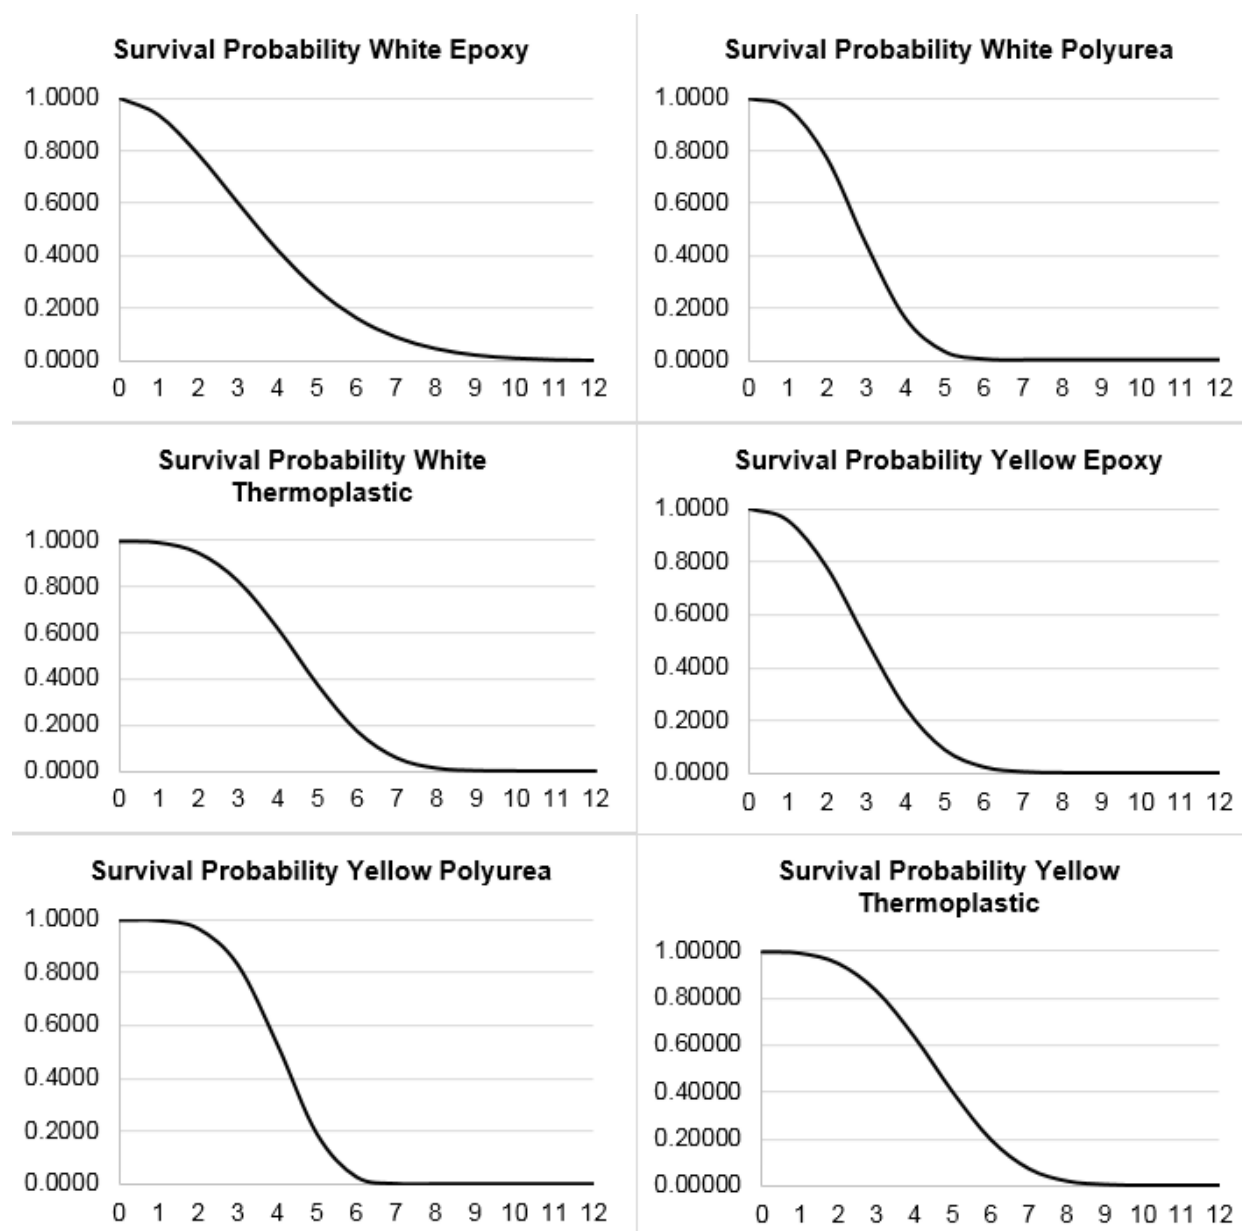 Survival Probability White Epoxy
1.0000
0.8000
0.6000
0.4000
0.2000
0.0000
0 1 2 3 4 5 6 7 8 9 10 11 12
Survival Probability White Polyurea
1.0000
0.8000
0.6000
0.4000
0.2000
0.0000
0 1 2 3 4 5 6 7 8 9 10 11 12
Survival Probability White
Thermoplastic
1.0000
0.8000
0.6000
0.4000
0.2000
0.0000
0 1 2 3 4 5 6 7 8 9 10 11 12
Survival Probability Yellow Epoxy
1.0000
0.8000
0.6000
0.4000
0.2000
0.0000
0 1 2 3 4 5 6 7 8 9 10 11 12
Survival Probability Yellow Polyurea
1.0000
0.8000
0.6000
0.4000
0.2000
0.0000
0 1 2 3 4 5 6 7 8 9 10 11 12
Survival Probability Yellow
Thermoplastic
1.00000
0.80000
0.60000
0.40000
0.20000
0.00000
0 1 2 3 4 5 6 7 8 9 10 11 12